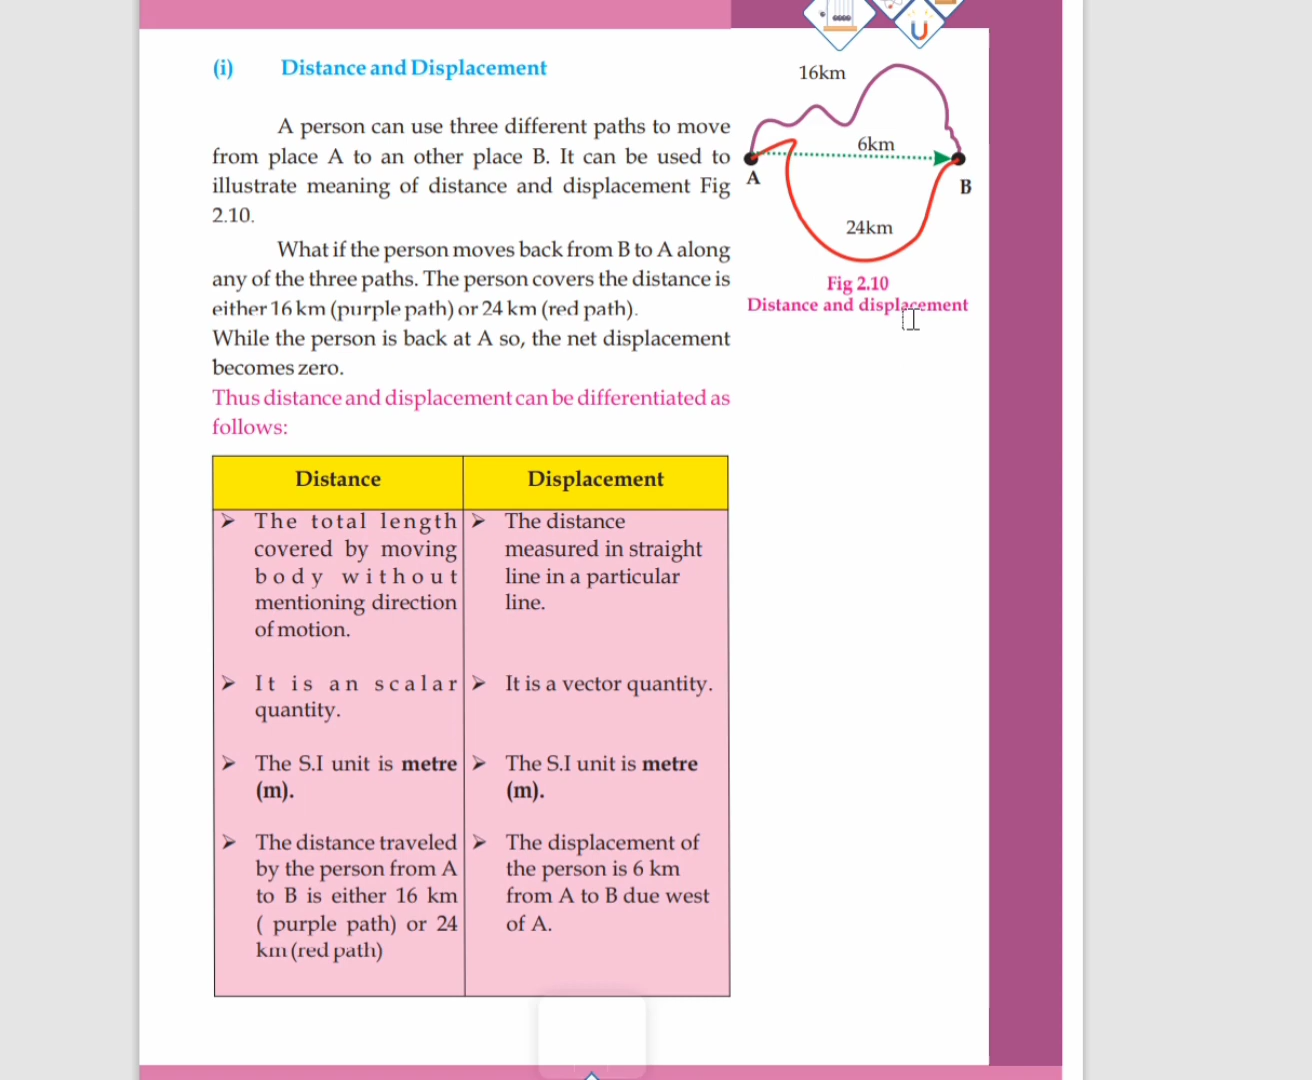 (i) Distance and Displacement
A person can use three different paths to move
from place A to an other place B. It can be used to
illustrate meaning of distance and displacement Fig
2.10.
What if the person moves back from B to A along
any of the three paths. The person covers the distance is
either 16 km (purple path) or 24 km (red path).
While the person is back at A so, the net displacement
becomes zero.
Thus distance and displacement can be differentiated as
follows:
16km
6km
A
B
24km
Fig 2.10
Distance and displacement
Distance
➢ The total length
covered by moving
body without
mentioning direction
of motion.
➢ It is an scalar
quantity.
➢ The S.I unit is metre
(m).
➢ The distance traveled
by the person from A
to B is either 16 km
( purple path) or 24
km (red path)
Displacement
➢ The distance
measured in straight
line in a particular
line.
➢ It is a vector quantity.
➢ The S.I unit is metre
(m).
➢ The displacement of
the person is 6 km
from A to B due west
of A.